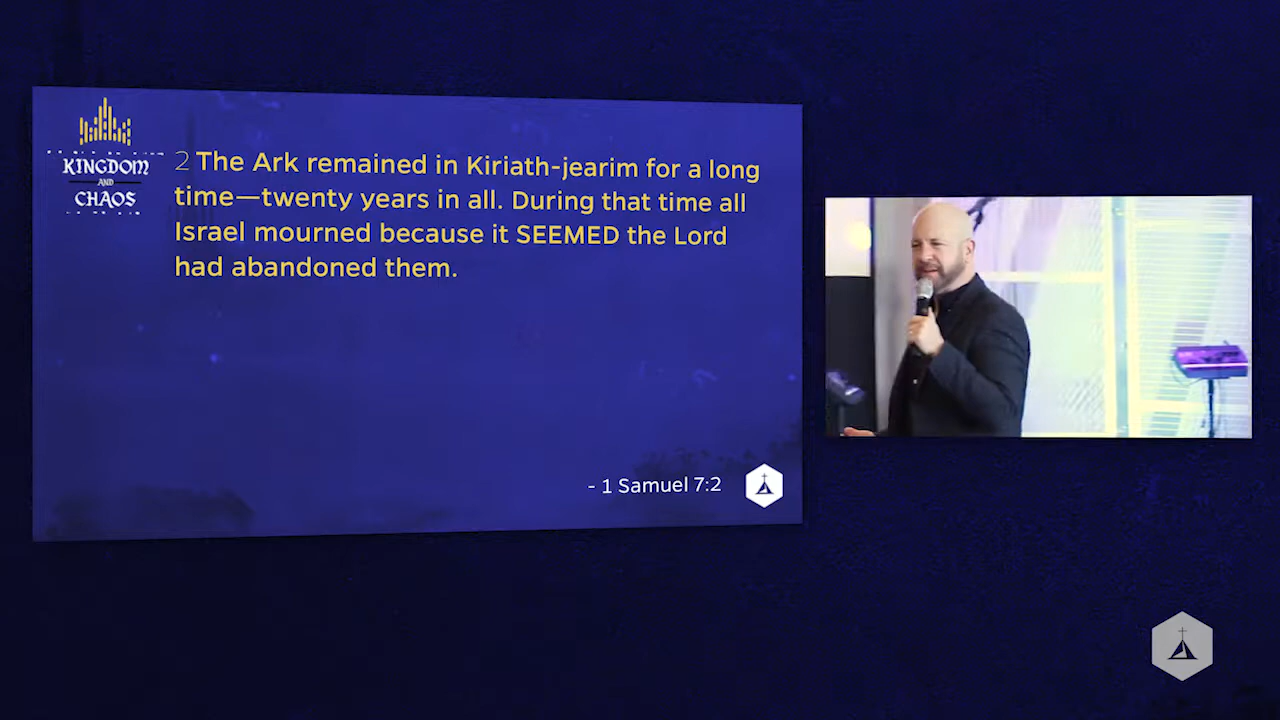 KINGDOM
AND
CHAOS
2 The Ark remained in Kiriath-jearim for a long
time—twenty years in all. During that time all
Israel mourned because it SEEMED the Lord
had abandoned them.
- 1 Samuel 7:2